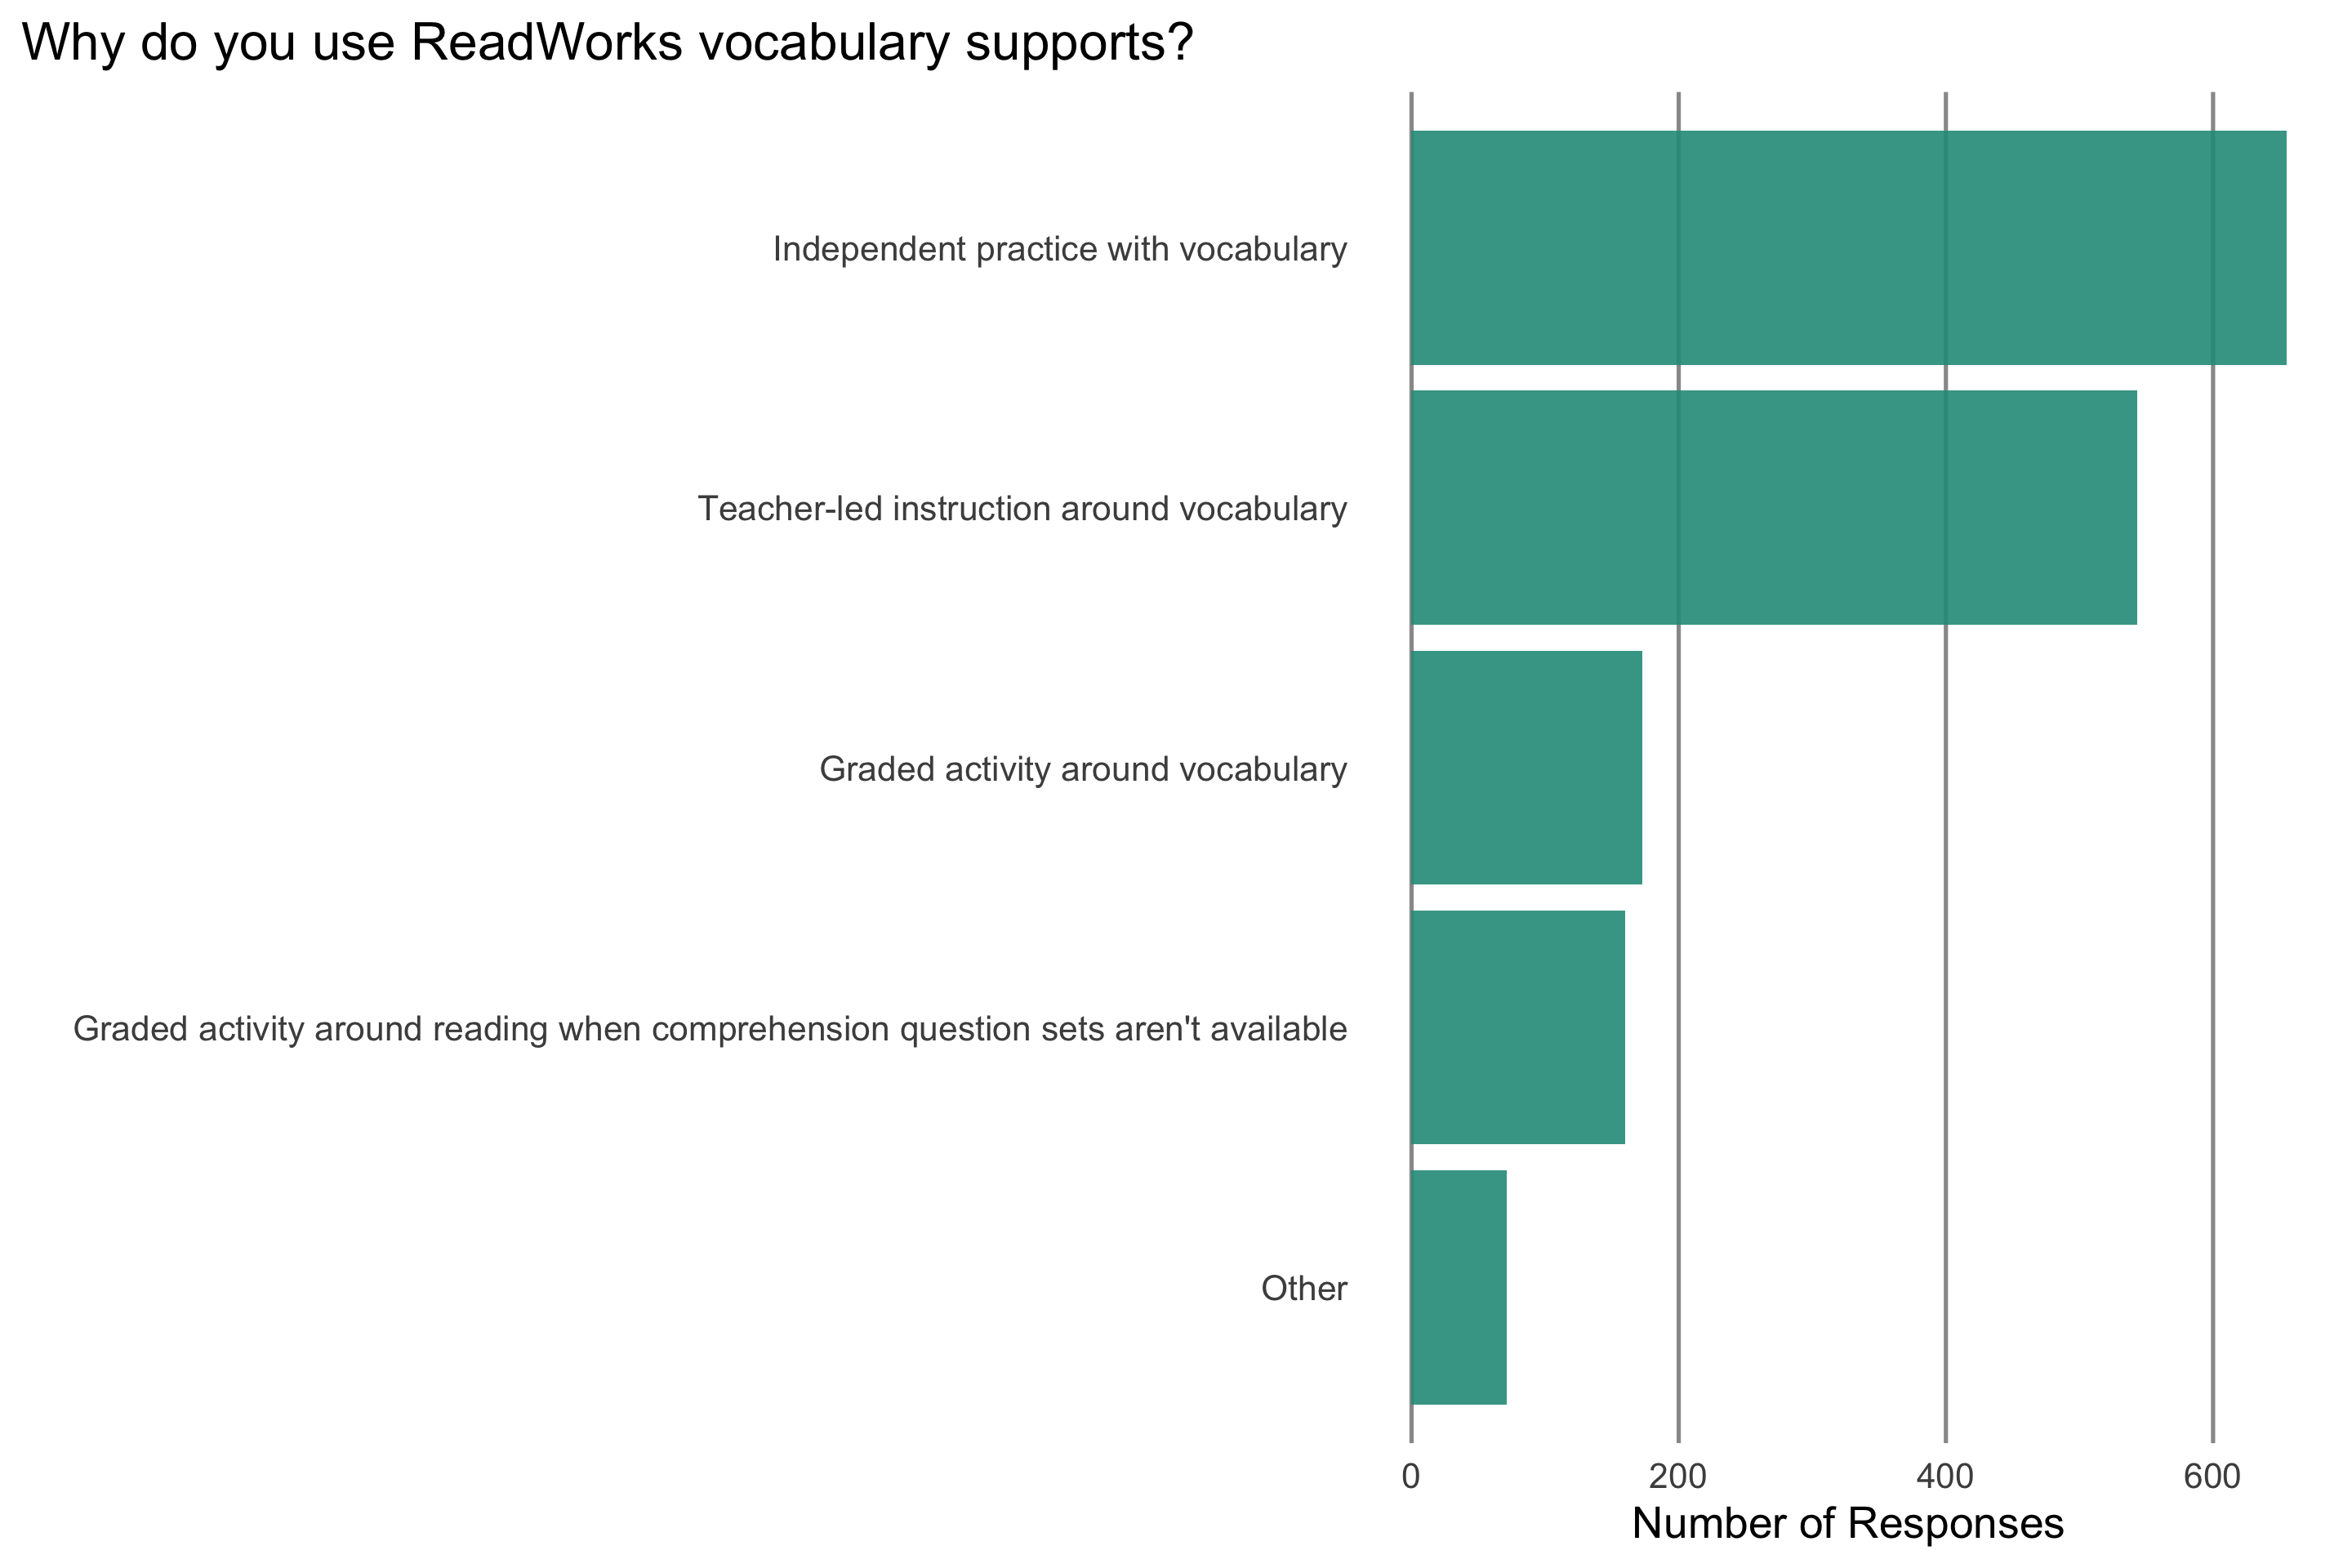 Why do you use ReadWorks vocabulary supports?
Independent practice with vocabulary
Teacher-led instruction around vocabulary
Graded activity around vocabulary
Graded activity around reading when comprehension question sets aren't available
Other
0 200 400 600
Number of Responses